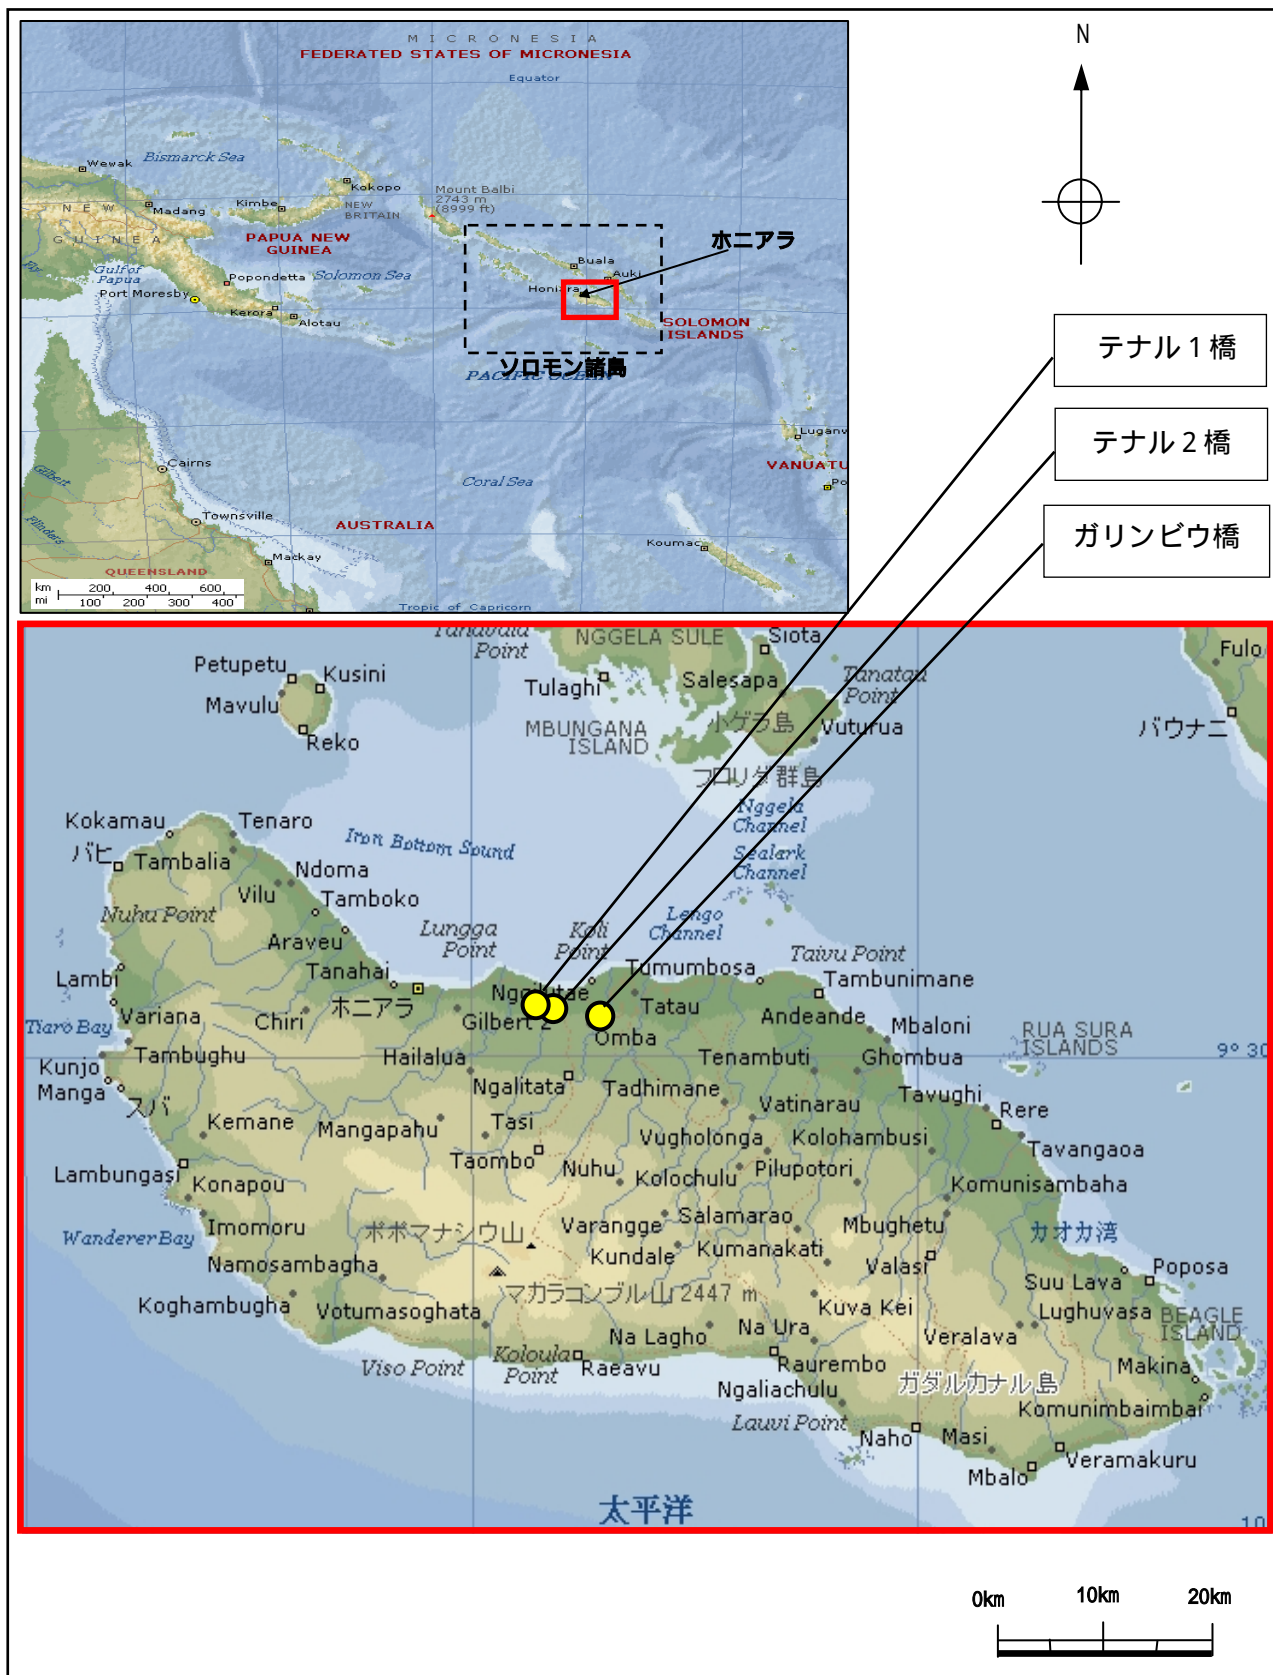 MICRONESIA
FEDERATED STATES OF MICRONESIA
Equator
Wewak
Bismarck Sea
Kokopo
Mount Balbi
2743 m
(8999 ft)
NEW
BRITAIN
Kimbe
Madang
NEW
GUINEA
PAPUA NEW
GUINEA
Gulf of
Papua
Popondetta
Solomon Sea
Port Moresby
Kerora
Alotau
ホニアラ
Buala
Auki
Honiara
SOLOMON
ISLANDS
ソロモン諸島
PACIFIC OCEAN
Luganv
VANUATU
Po
Cairns
Coral Sea
Gilbert
Flinders
Townsville
AUSTRALIA
Koumac
Mackay
QUEENSLAND
km 200 400 600
mi 100 200 300 400
Tropic of Capricorn
N
テナル1橋
テナル2橋
ガリンビウ橋
Tanavala
Point
NGGELA SULE
Siota
Fulo
Petupetu
Kusini
Tulaghi
Salesapa
Tanatau
Point
Mavulu
MBUNGANA
ISLAND
小ゲラ島
Vuturua
バウナニ
Reko
フロリダ群島
Nggela
Channel
Kokamau
Tenaro
Iron Bottom Sound
Sealark
Channel
バヒ
Tambalia
Ndoma
Vilu
Tamboko
Nuhu Point
Lungga
Point
Koli
Point
Lengo
Channel
Araveu
Taivu Point
Lambi
Tanahai
Tumumbosa
Tambunimane
ホニアラ
Tatau
Tiaro Bay
Variana
Chiri
Gilbert 2
Omba
Andeande
Mbaloni
RUA SURA
ISLANDS
9° 30
Kunjo
Tambughu
Hailalua
Tenambuti
Ghombua
Manga
スバ
Ngalitata
Tadhimane
Tavughi
Rere
Kemane
Mangapahu
Tasi
Vatinarau
Vugholonga
Kolohambusi
Tavangaoa
Lambungasi
Taombo
Nuhu
Kolochulu
Pilupotori
Konapou
Komunisambaha
Imomoru
ポポマナシウ山
Varangge
Salamarao
Mbughetu
カオカ湾
Wanderer Bay
Kundale
Kumanakati
Namosambagha
Valasi
Poposa
Suu Lava
Koghambugha
Votumasoghata
マカラコンブル山 2447 m
Kuva Kei
Lughuvasa
BEAGLE
ISLAND
Na Lagho
Na Ura
Veralava
Viso Point
Koloula
Point
Raeavu
Raurembo
Makina
Ngaliachulu
ガダルカナル島
Komunimbaimbai
Lauvi Point
Naho
Masi
Veramakuru
Mbalo
太平洋
10
0km 10km 20km